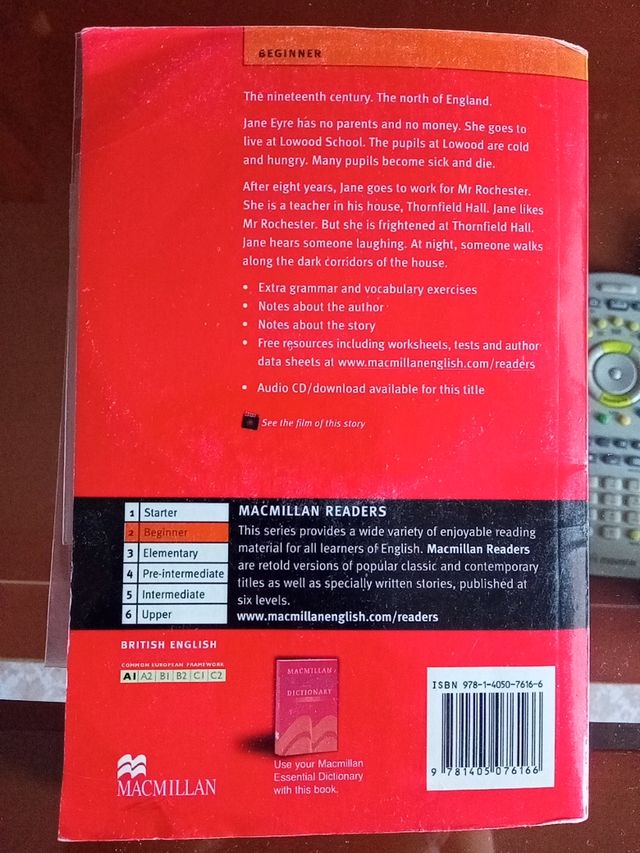 BEGINNER
The nineteenth century. The north of England.
Jane Eyre has no parents and no money. She goes to
live at Lowood School. The pupils at Lowood are cold
and hungry. Many pupils become sick and die.
After eight years, Jane goes to work for Mr Rochester.
She is a teacher in his house, Thornfield Hall. Jane likes
Mr Rochester. But she is frightened at Thornfield Hall.
Jane hears someone laughing. At night, someone walks
along the dark corridors of the house.
• Extra grammar and vocabulary exercises
• Notes about the author
• Notes about the story
• Free resources including worksheets, tests and author
data sheets at www.macmillanenglish.com/readers
• Audio CD/download available for this title
See the film of this story
1 Starter
2 Beginner
3 Elementary
4 Pre-intermediate
5 Intermediate
6 Upper
MACMILLAN READERS
This series provides a wide variety of enjoyable reading
material for all learners of English. Macmillan Readers
are retold versions of popular classic and contemporary
titles as well as specially written stories, published at
six levels.
www.macmillanenglish.com/readers
BRITISH ENGLISH
COMMON EUROPEAN FRAMEWORK
A1 A2 B1 B2 C1 C2
MACMILLAN
DICTIONARY
Use your Macmillan
Essential Dictionary
with this book.
MACMILLAN
ISBN 978-1-4050-7616-6
9 781405 076166